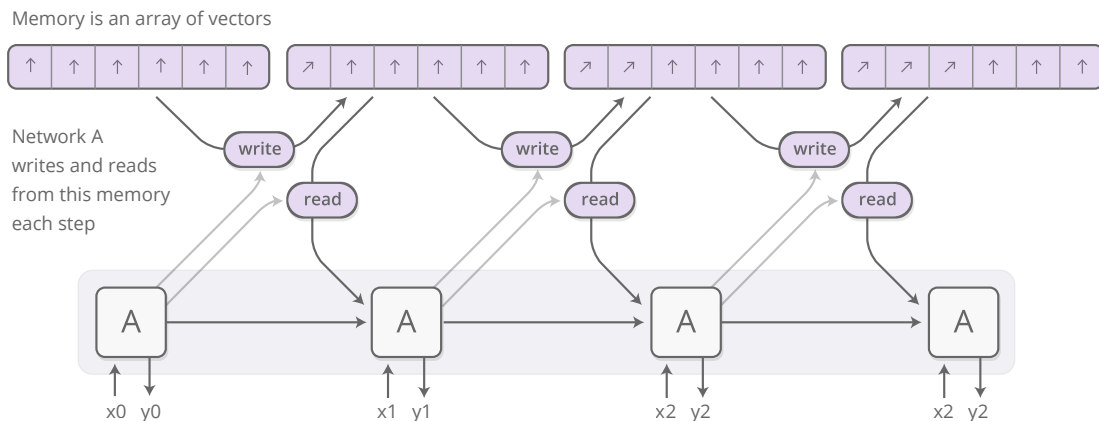 Memory is an array of vectors
Network A
writes and reads
from this memory
each step
write
write
write
read
read
read
A
A
A
A
x0 y0
x1 y1
x2 y2
x2 y2